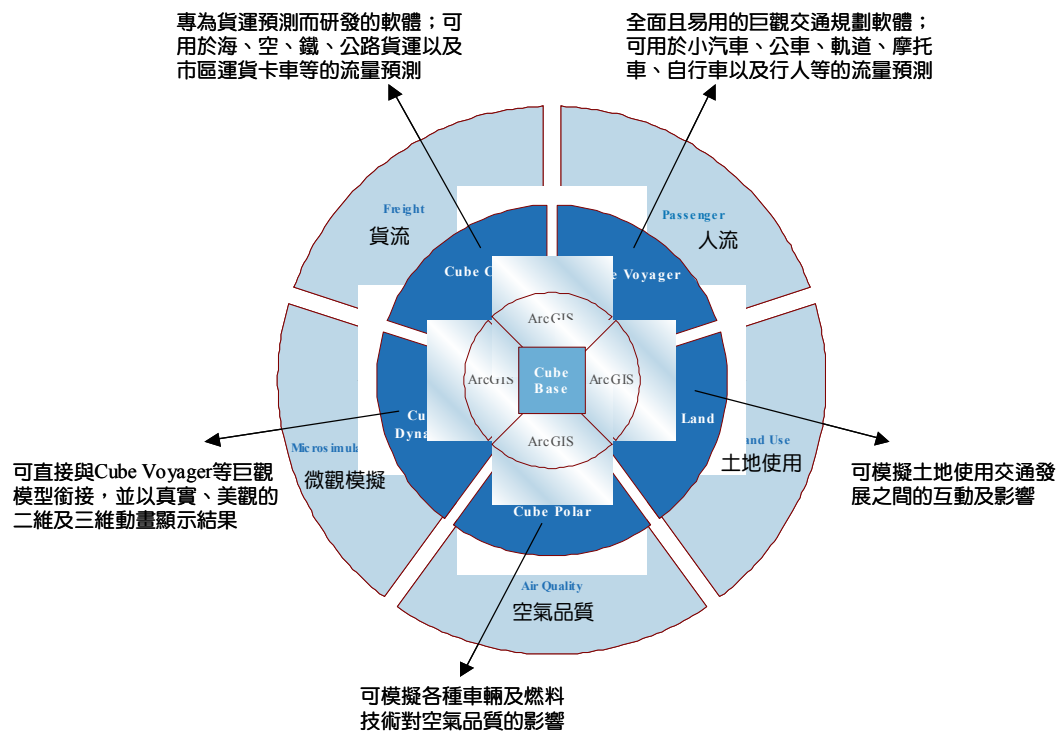 專為貨運預測而研發的軟體；可
用於海、空、鐵、公路貨運以及
市區運貨卡車等的流量預測
全面且易用的巨觀交通規劃軟體；
可用於小汽車、公車、軌道、摩托
車、自行車以及行人等的流量預測
Freight
貨流
Passenger
人流
Cube C
Voyager
ArcGIS
ArcGIS
Cube
Base
ArcGIS
ArcGIS
Cu
Dyna
Land
Microsimula
微觀模擬
and Use
土地使用
可直接與Cube Voyager等巨觀
模型銜接，並以真實、美觀的
二維及三維動畫顯示結果
可模擬土地使用交通發
展之間的互動及影響
Cube Polar
Air Quality
空氣品質
可模擬各種車輛及燃料
技術對空氣品質的影響